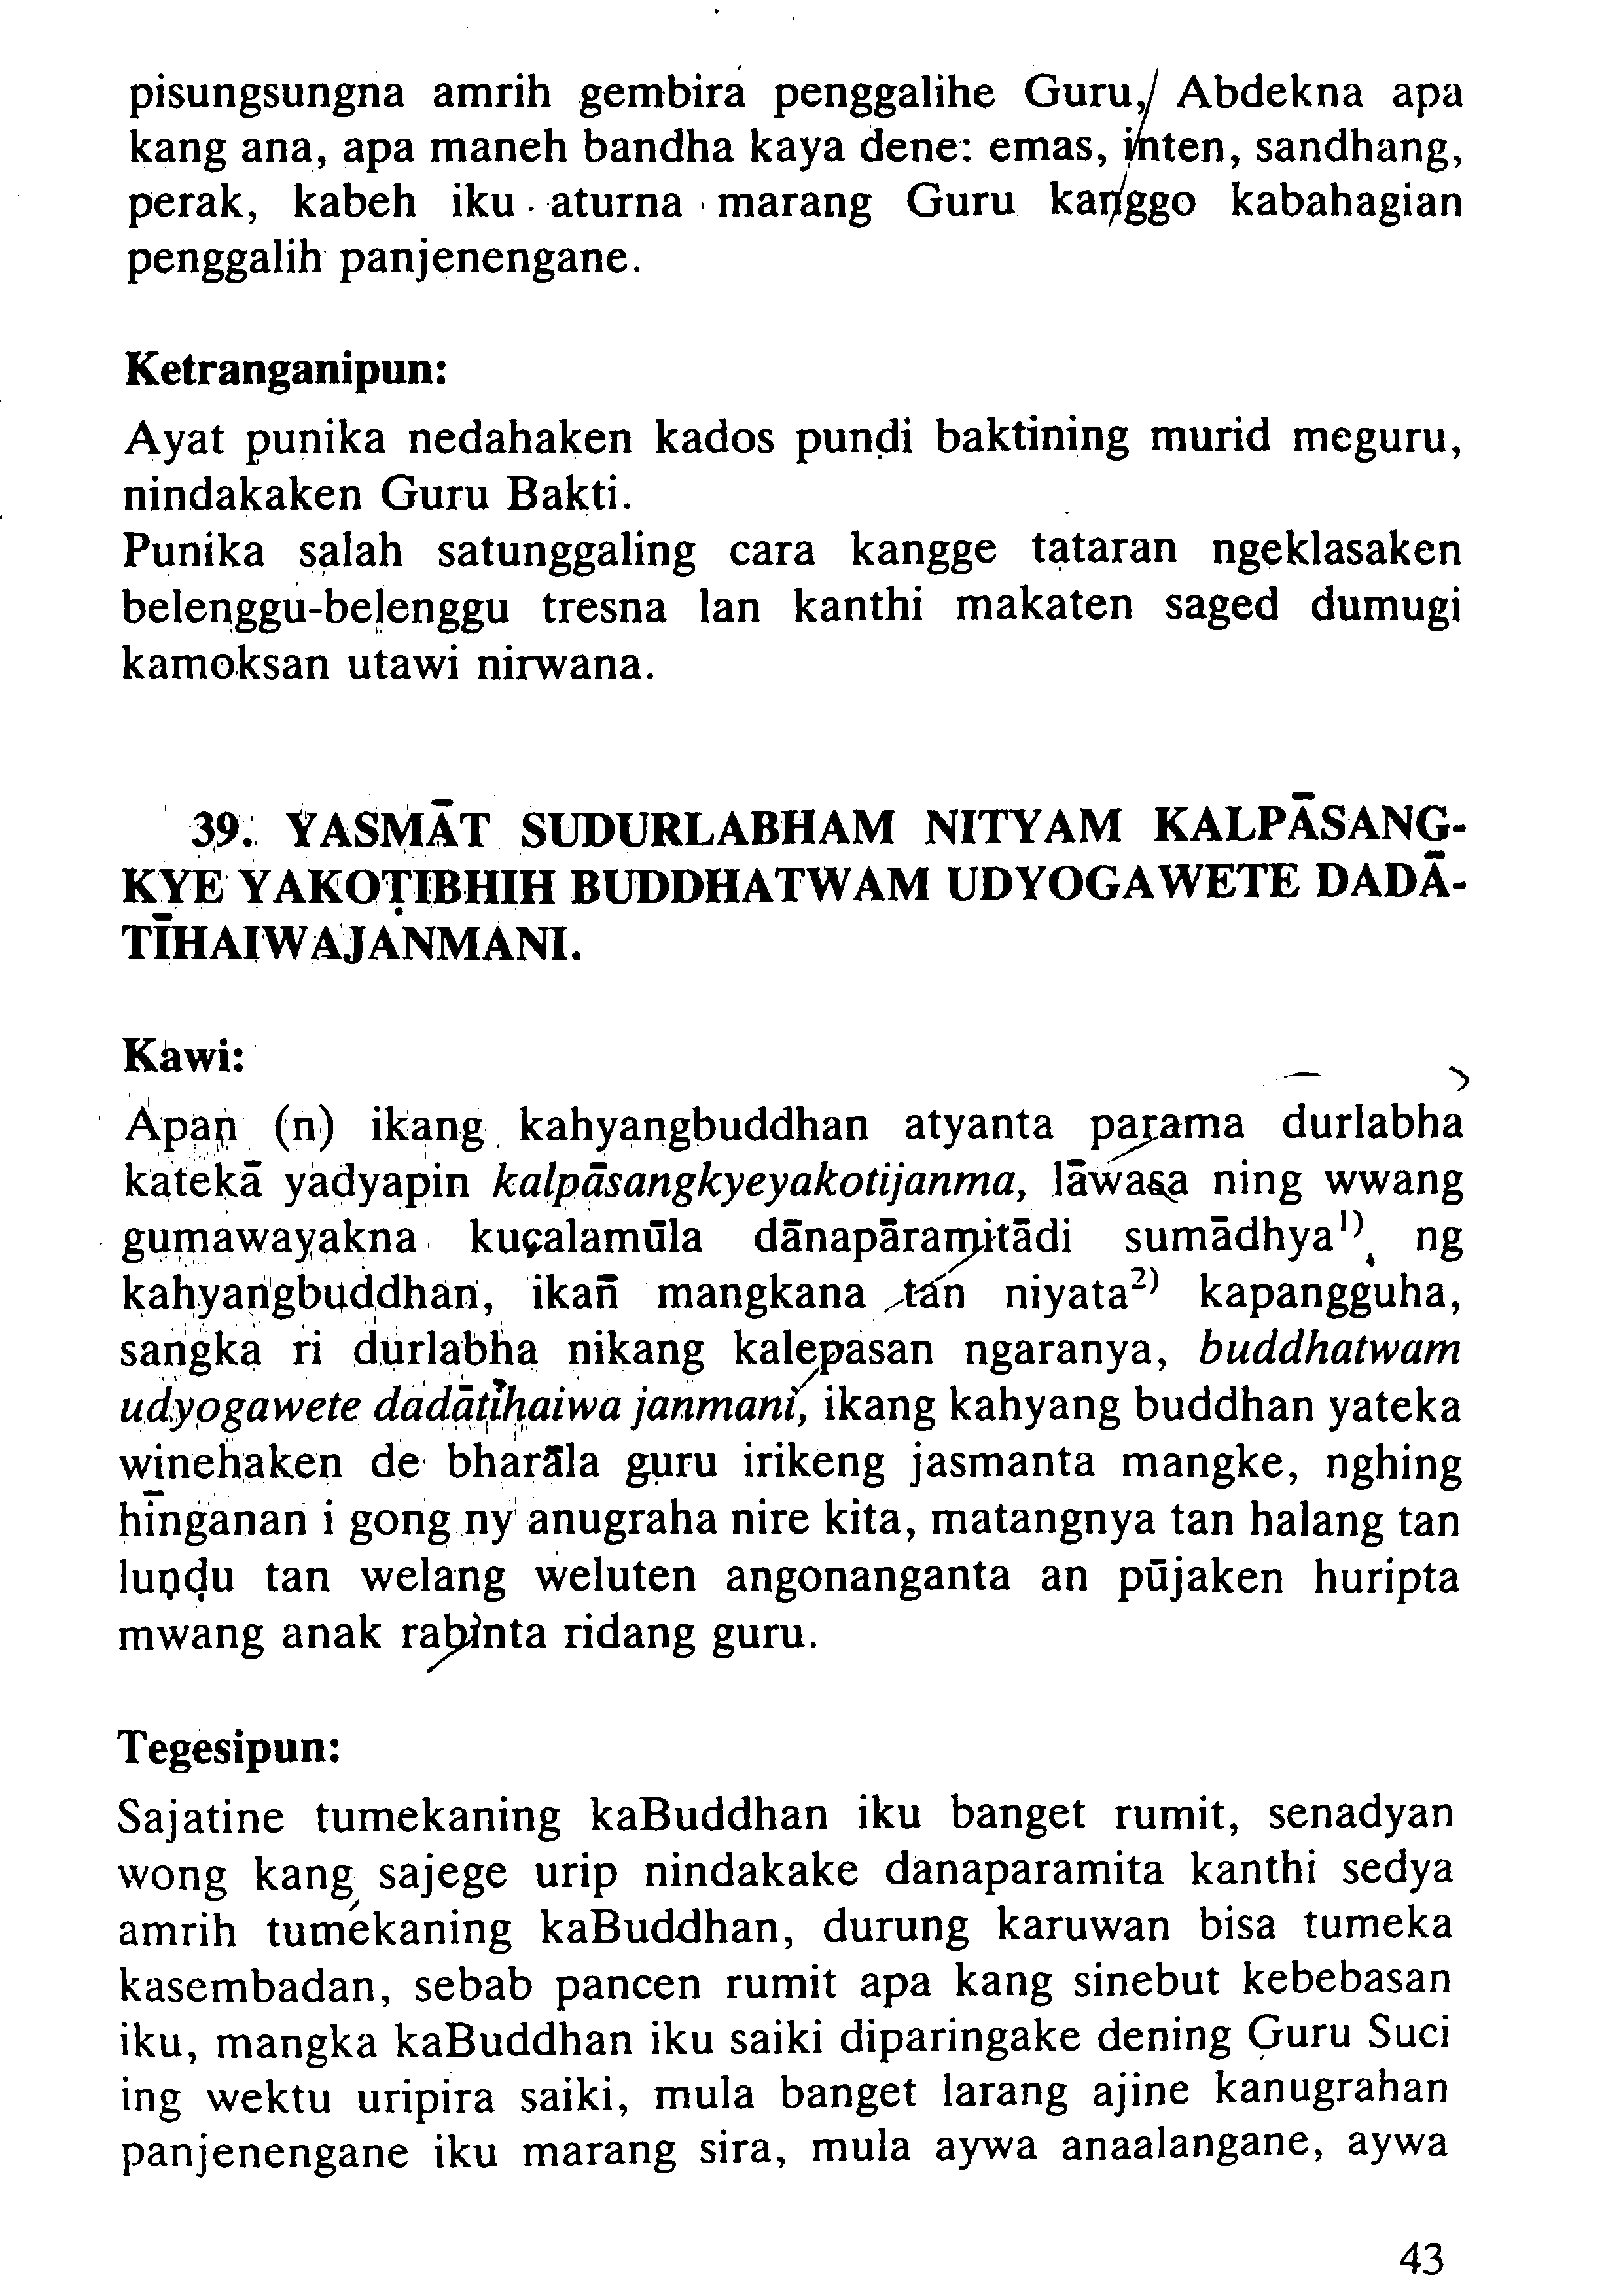 pisungsungna amrih gembira penggalihe Guru, Abdekna apa
kang ana, apa maneh bandha kaya dene: emas, inten, sandhang,
perak, kabeh iku aturna marang Guru kanggo kabahagian
penggalih panjenengane.
Ketranganipun:
Ayat punika nedahaken kados pundi baktining murid meguru,
nindakaken Guru Bakti.
Punika salah satunggaling cara kangge tataran ngeklasaken
belenggu-belenggu tresna lan kanthi makaten saged dumugi
kamoksan utawi nirwana.
39. YASMĀT SUDURLABHAM NITYAM KALPĀSANG-
KYE YAKOṬIBHIH BUDDHATWAM UDYOGAWETE DADĀ-
TĪHAIWAJANMANI.
Kawi:
Apan (n) ikang kahyangbuddhan atyanta parama durlabha
katekā yadyapin kalpāsangkyeyakotijanma, lāwasa ning wwang
gumawayakna kuçalamūla dānapāramitādi sumādhya¹⁾ ng
kahyangbuddhan, ikañ mangkana tan niyata²⁾ kapangguha,
sangka ri durlabha nikang kalepasan ngaranya, buddhatwam
udyogawete dadātihaiwa janmani, ikang kahyang buddhan yateka
winehaken de bharāla guru irikeng jasmanta mangke, nghing
hīnganan i gong ny anugraha nire kita, matangnya tan halang tan
luṇḍu tan welang weluten angonanganta an pūjaken huripta
mwang anak rabinta ridang guru.
Tegesipun:
Sajatine tumekaning kaBuddhan iku banget rumit, senadyan
wong kang sajege urip nindakake danaparamita kanthi sedya
amrih tumekaning kaBuddhan, durung karuwan bisa tumeka
kasembadan, sebab pancen rumit apa kang sinebut kebebasan
iku, mangka kaBuddhan iku saiki diparingake dening Guru Suci
ing wektu uripira saiki, mula banget larang ajine kanugrahan
panjenengane iku marang sira, mula aywa anaalangane, aywa
43